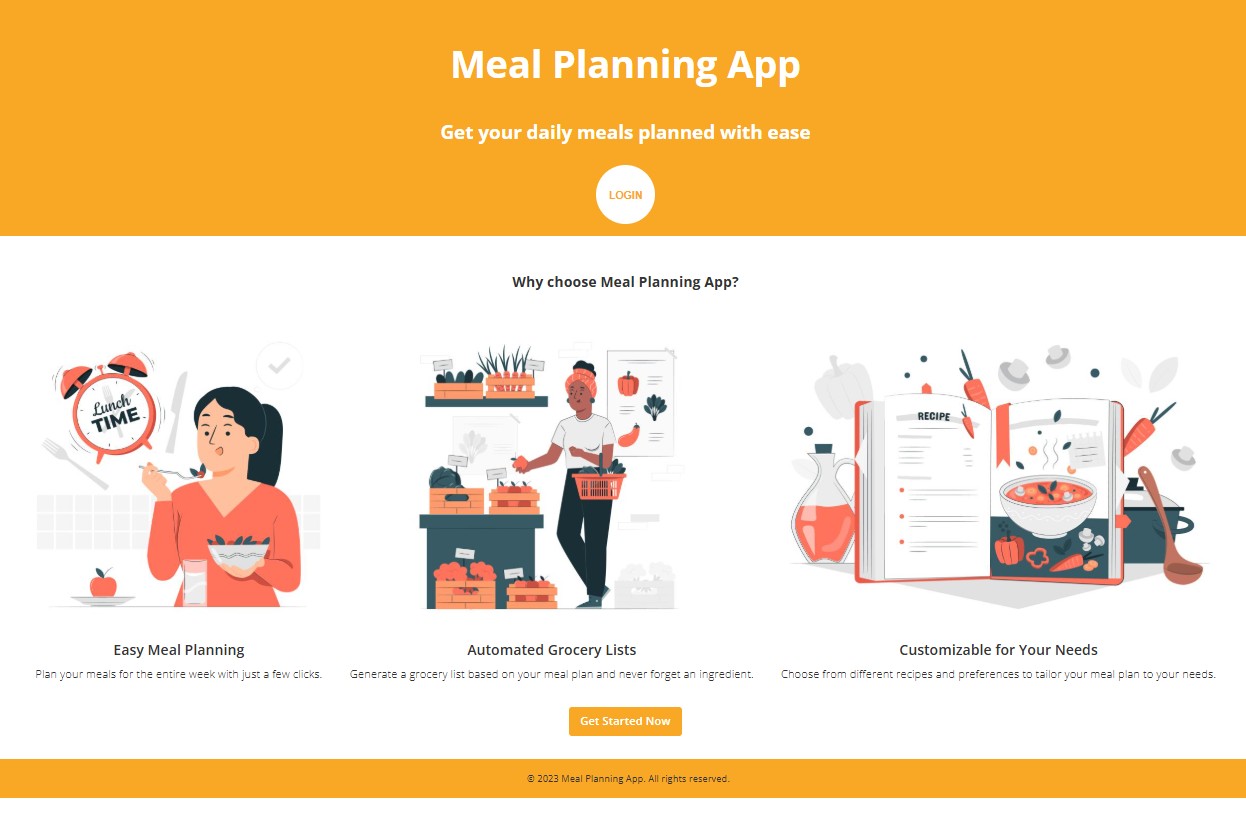 Meal Planning App
Get your daily meals planned with ease
LOGIN
Why choose Meal Planning App?
Lunch
TIME
RECIPE
Easy Meal Planning
Plan your meals for the entire week with just a few clicks.
Automated Grocery Lists
Generate a grocery list based on your meal plan and never forget an ingredient.
Customizable for Your Needs
Choose from different recipes and preferences to tailor your meal plan to your needs.
Get Started Now
© 2023 Meal Planning App. All rights reserved.